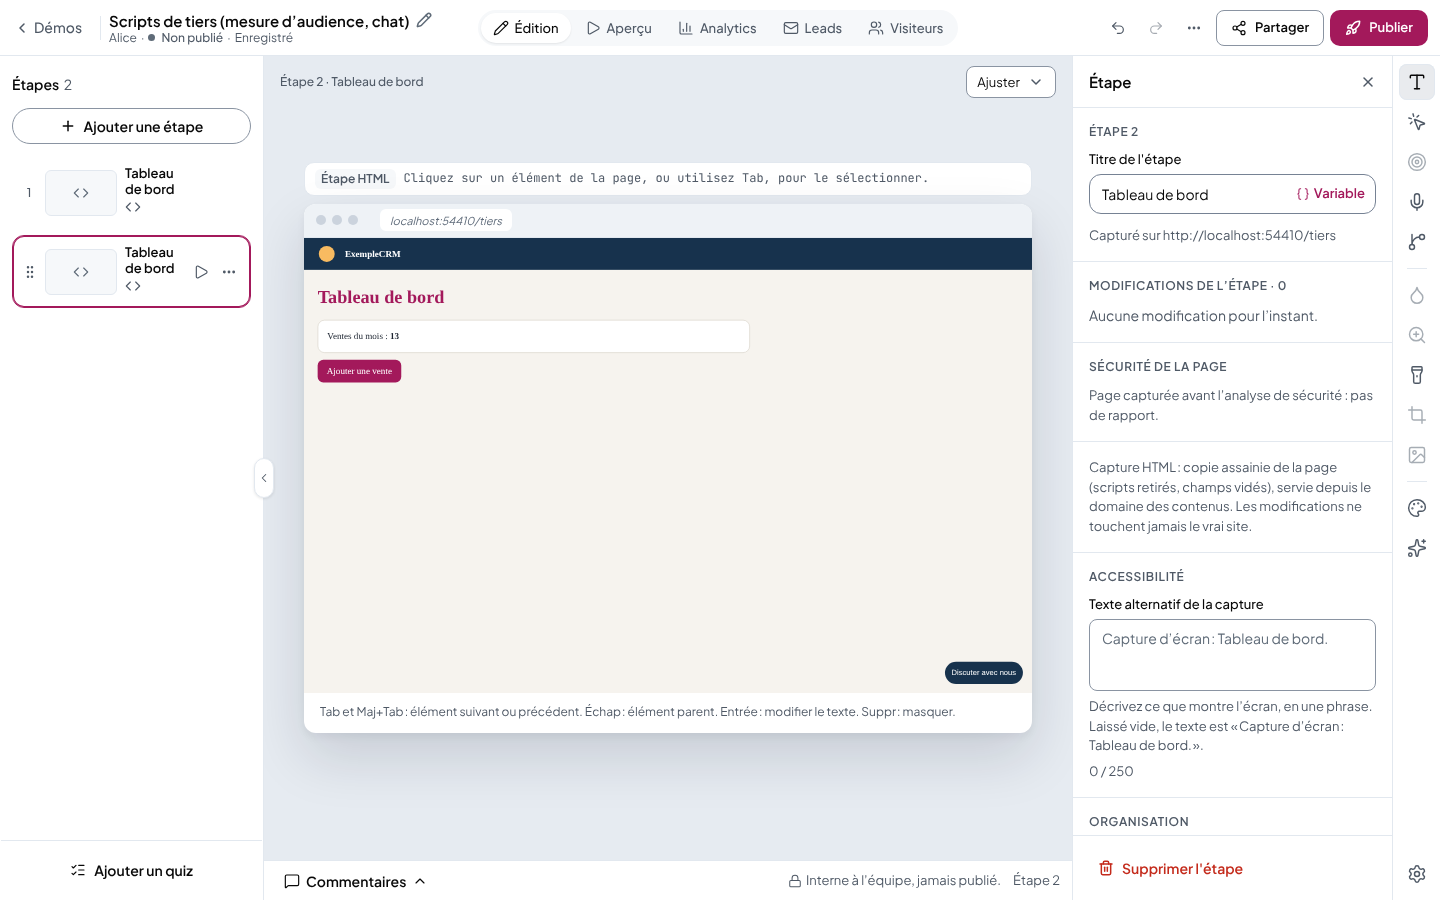 Démos
Scripts de tiers (mesure d’audience, chat)
Alice · Non publié · Enregistré
Édition
Aperçu
Analytics
Leads
Visiteurs
Partager
Publier
Étapes 2
Ajouter une étape
1
Tableau
de bord
Tableau
de bord
Ajouter un quiz
Étape 2 · Tableau de bord
Ajuster
Étape HTML Cliquez sur un élément de la page, ou utilisez Tab, pour le sélectionner.
localhost:54410/tiers
ExempleCRM
Tableau de bord
Ventes du mois : 13
Ajouter une vente
Discuter avec nous
Tab et Maj+Tab : élément suivant ou précédent. Échap : élément parent. Entrée : modifier le texte. Suppr : masquer.
Commentaires
Interne à l’équipe, jamais publié. Étape 2
Étape
ÉTAPE 2
Titre de l'étape
Tableau de bord
{ } Variable
Capturé sur http://localhost:54410/tiers
MODIFICATIONS DE L’ÉTAPE · 0
Aucune modification pour l’instant.
SÉCURITÉ DE LA PAGE
Page capturée avant l’analyse de sécurité : pas
de rapport.
Capture HTML : copie assainie de la page
(scripts retirés, champs vidés), servie depuis le
domaine des contenus. Les modifications ne
touchent jamais le vrai site.
ACCESSIBILITÉ
Texte alternatif de la capture
Capture d’écran : Tableau de bord.
Décrivez ce que montre l’écran, en une phrase.
Laissé vide, le texte est « Capture d’écran :
Tableau de bord. ».
0 / 250
ORGANISATION
Supprimer l'étape